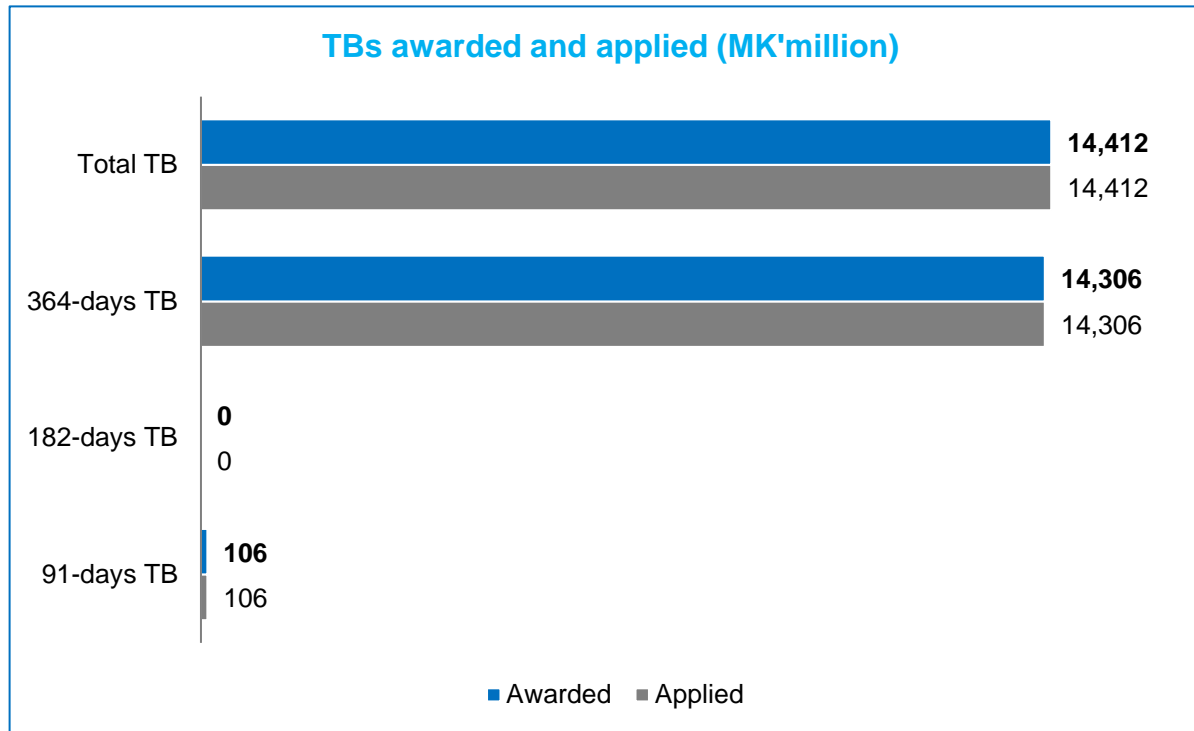 TBs awarded and applied (MK'million)
Total TB
14,412
14,412
364-days TB
14,306
14,306
182-days TB
0
0
91-days TB
106
106
Awarded Applied